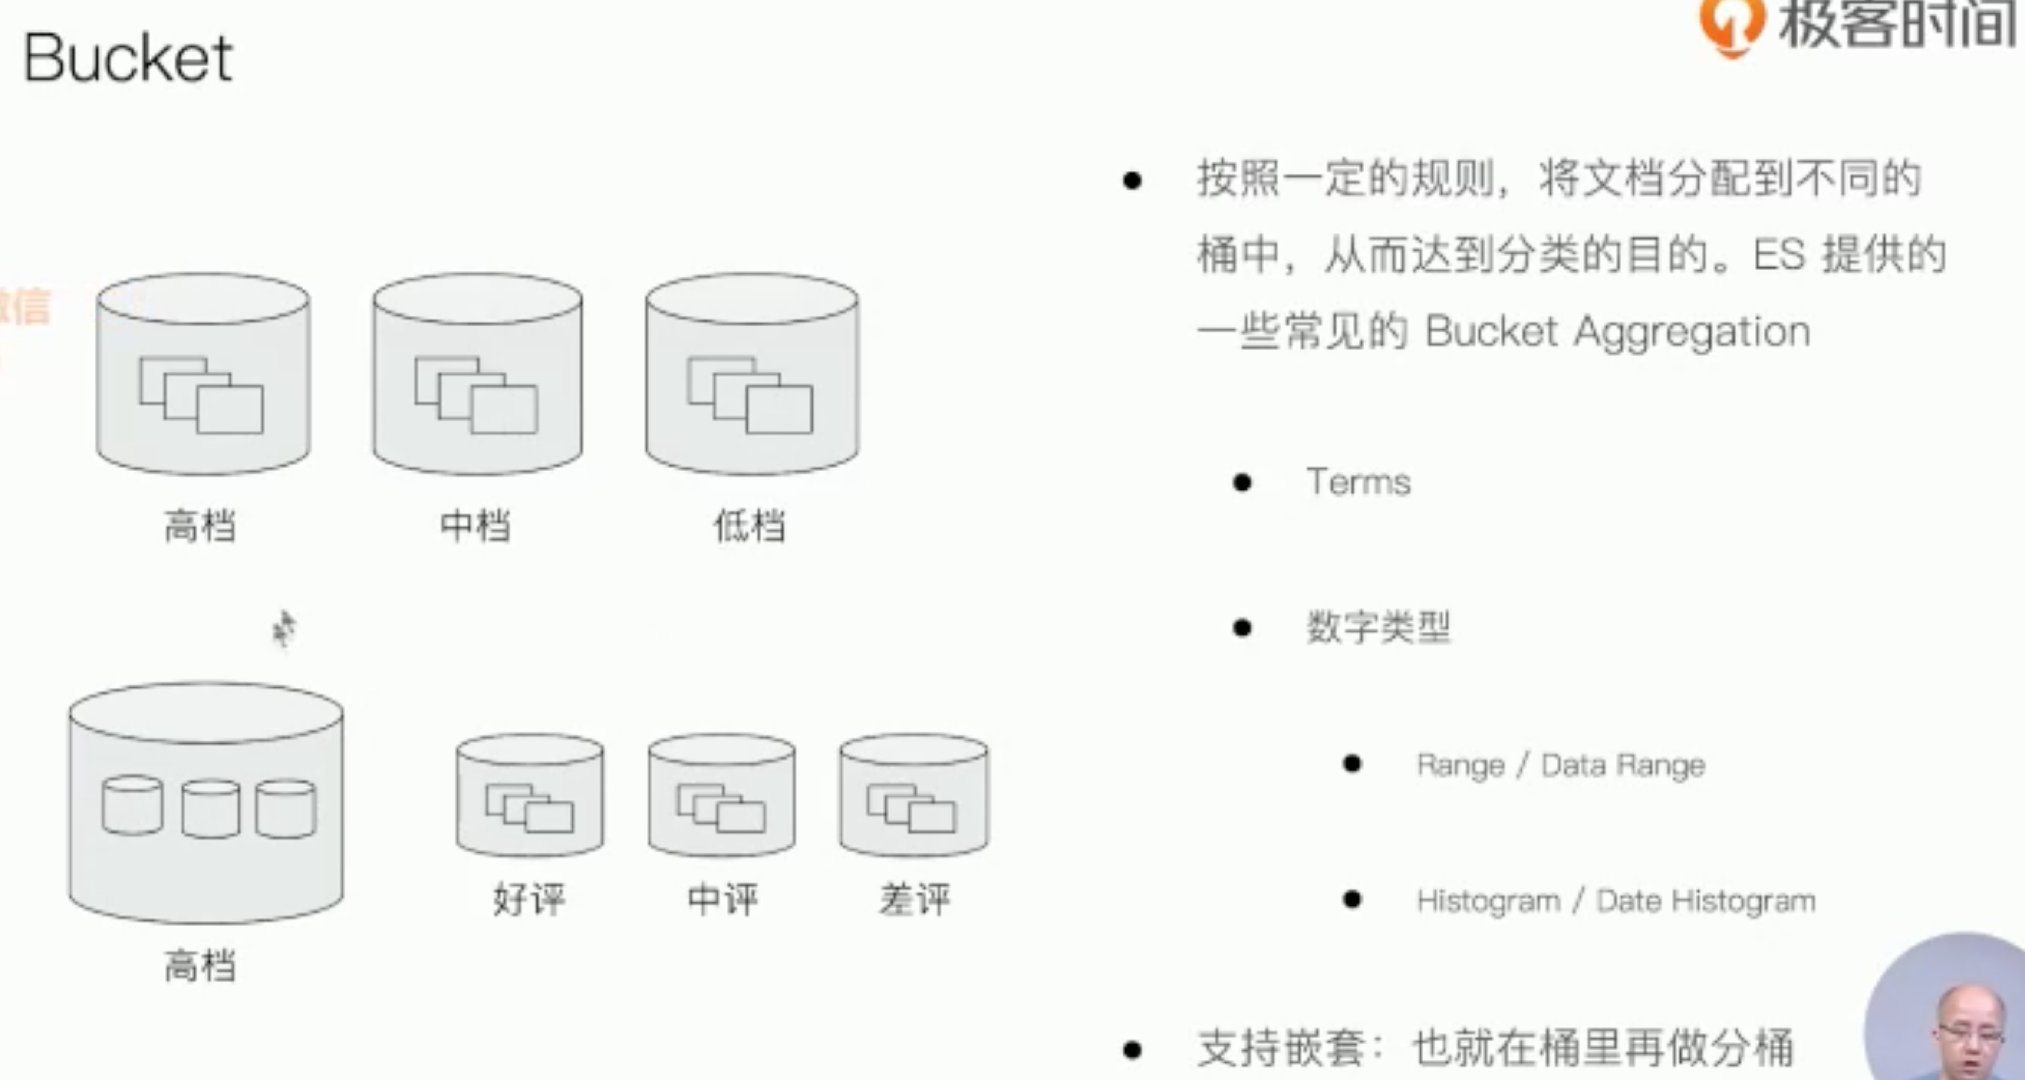 Bucket
极客时间
按照一定的规则，将文档分配到不同的
桶中，从而达到分类的目的。ES 提供的
一些常见的 Bucket Aggregation
Terms
数字类型
Range / Data Range
Histogram / Date Histogram
支持嵌套：也就在桶里再做分桶
高档
中档
低档
好评
中评
差评
高档